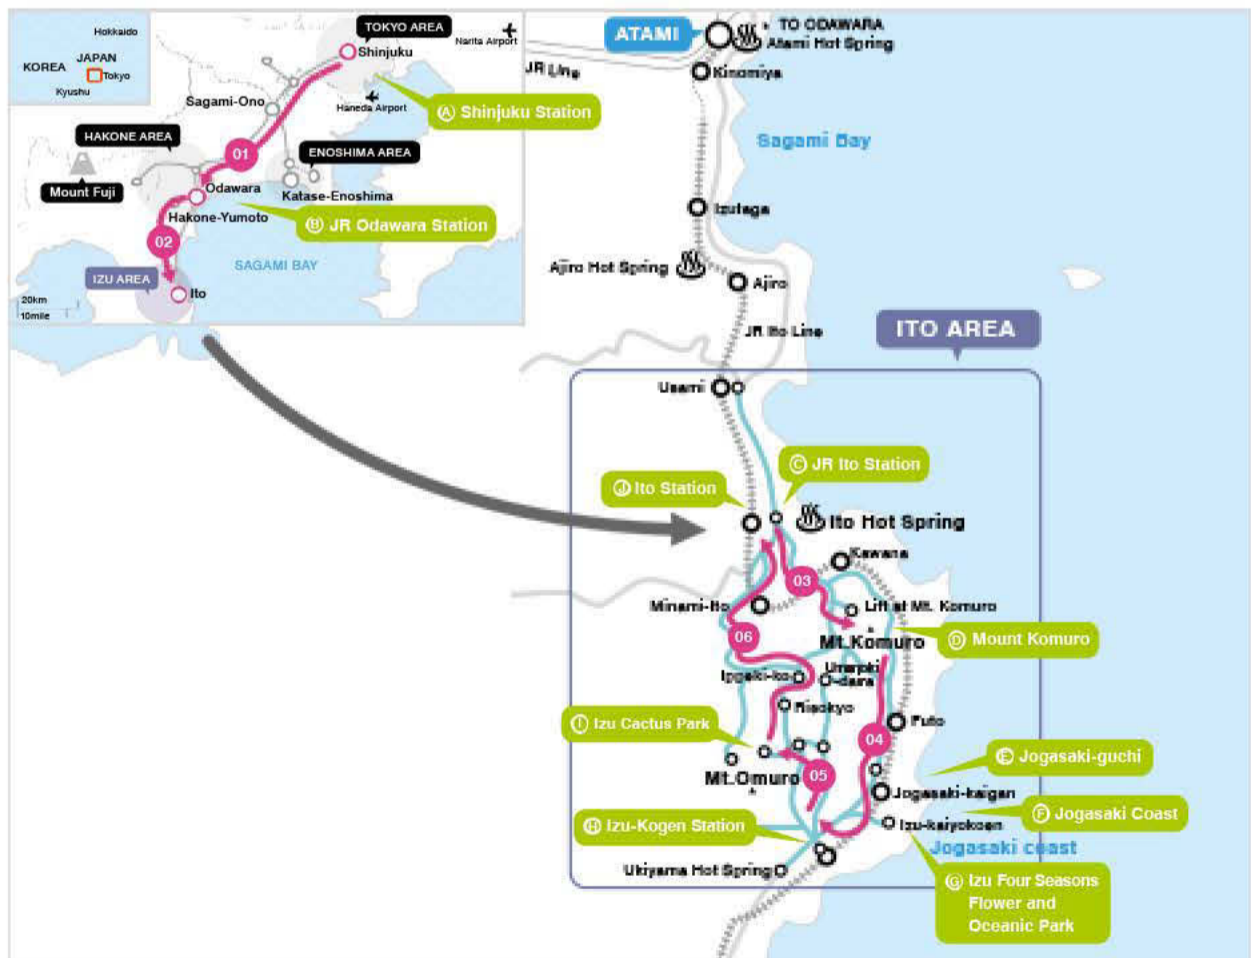 Hokkaido
KOREA
JAPAN
Tokyo
Kyushu
TOKYO AREA
Shinjuku
Narita Airport
Sagami-Ono
Haneda Airport
Ⓐ Shinjuku Station
HAKONE AREA
01
ENOSHIMA AREA
Mount Fuji
Odawara
Katase-Enoshima
Hakone-Yumoto
Ⓑ JR Odawara Station
02
SAGAMI BAY
IZU AREA
Ito
20km
10mile
ATAMI
TO ODAWARA
Atami Hot Spring
JR Line
Kinomiya
Sagami Bay
Izutaga
Ajiro Hot Spring
Ajiro
JR Ito Line
ITO AREA
Usami
Ⓒ JR Ito Station
Ⓙ Ito Station
Ito Hot Spring
Kawana
03
Minami-Ito
Lift at Mt. Komuro
06
Mt.Komuro
Ⓓ Mount Komuro
Ippeki-ko
Risokyo
Ⓘ Izu Cactus Park
Futo
04
Mt.Omuro
05
Ⓔ Jogasaki-guchi
Jogasaki-kaigan
Ⓕ Jogasaki Coast
Ⓗ Izu-Kogen Station
Izu-kaiyokoen
Jogasaki coast
Ukiyama Hot Spring
Ⓖ Izu Four Seasons
Flower and
Oceanic Park